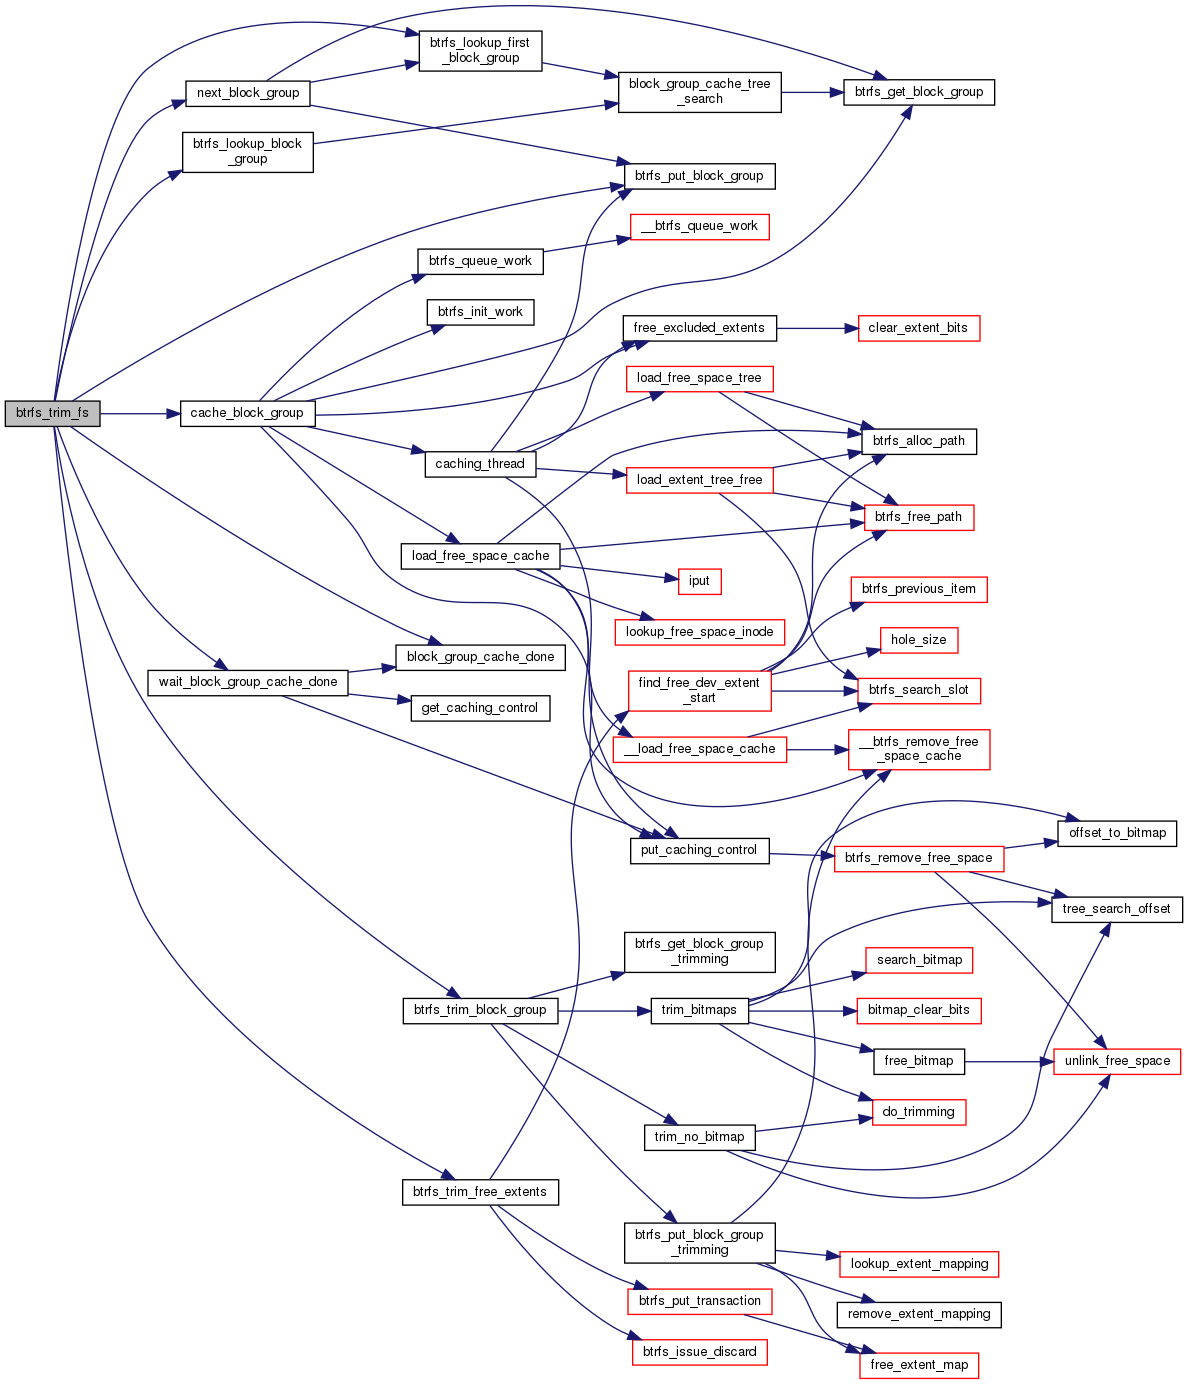 btrfs_lookup_first
_block_group
next_block_group
block_group_cache_tree
_search
btrfs_get_block_group
btrfs_lookup_block
_group
btrfs_put_block_group
__btrfs_queue_work
btrfs_queue_work
btrfs_init_work
free_excluded_extents
clear_extent_bits
load_free_space_tree
btrfs_trim_fs
cache_block_group
btrfs_alloc_path
caching_thread
load_extent_tree_free
btrfs_free_path
load_free_space_cache
iput
btrfs_previous_item
lookup_free_space_inode
hole_size
block_group_cache_done
wait_block_group_cache_done
find_free_dev_extent
_start
btrfs_search_slot
get_caching_control
__load_free_space_cache
__btrfs_remove_free
_space_cache
offset_to_bitmap
put_caching_control
btrfs_remove_free_space
tree_search_offset
btrfs_get_block_group
_trimming
search_bitmap
btrfs_trim_block_group
trim_bitmaps
bitmap_clear_bits
free_bitmap
unlink_free_space
do_trimming
trim_no_bitmap
btrfs_trim_free_extents
btrfs_put_block_group
_trimming
lookup_extent_mapping
btrfs_put_transaction
remove_extent_mapping
btrfs_issue_discard
free_extent_map